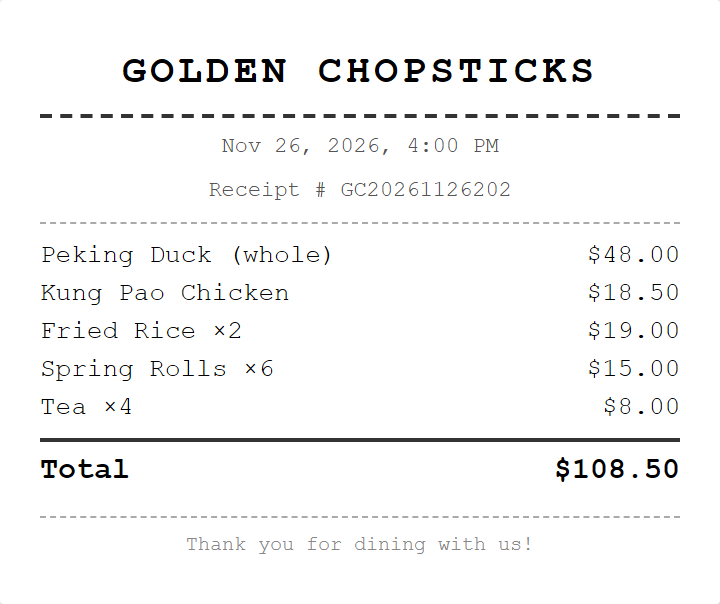 GOLDEN CHOPSTICKS
Nov 26, 2026, 4:00 PM
Receipt # GC20261126202
Peking Duck (whole) $48.00
Kung Pao Chicken $18.50
Fried Rice ×2 $19.00
Spring Rolls ×6 $15.00
Tea ×4 $8.00
Total $108.50
Thank you for dining with us!